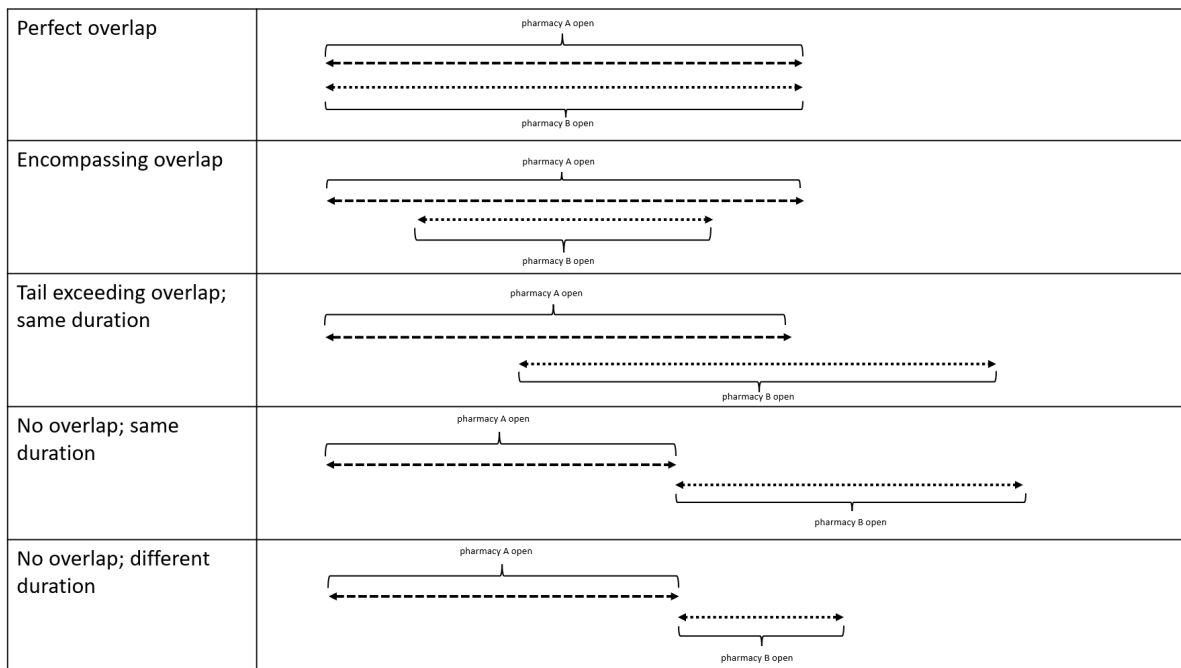 Perfect overlap
pharmacy A open
pharmacy B open
Encompassing overlap
pharmacy A open
pharmacy B open
Tail exceeding overlap;
same duration
pharmacy A open
pharmacy B open
No overlap; same
duration
pharmacy A open
pharmacy B open
No overlap; different
duration
pharmacy A open
pharmacy B open